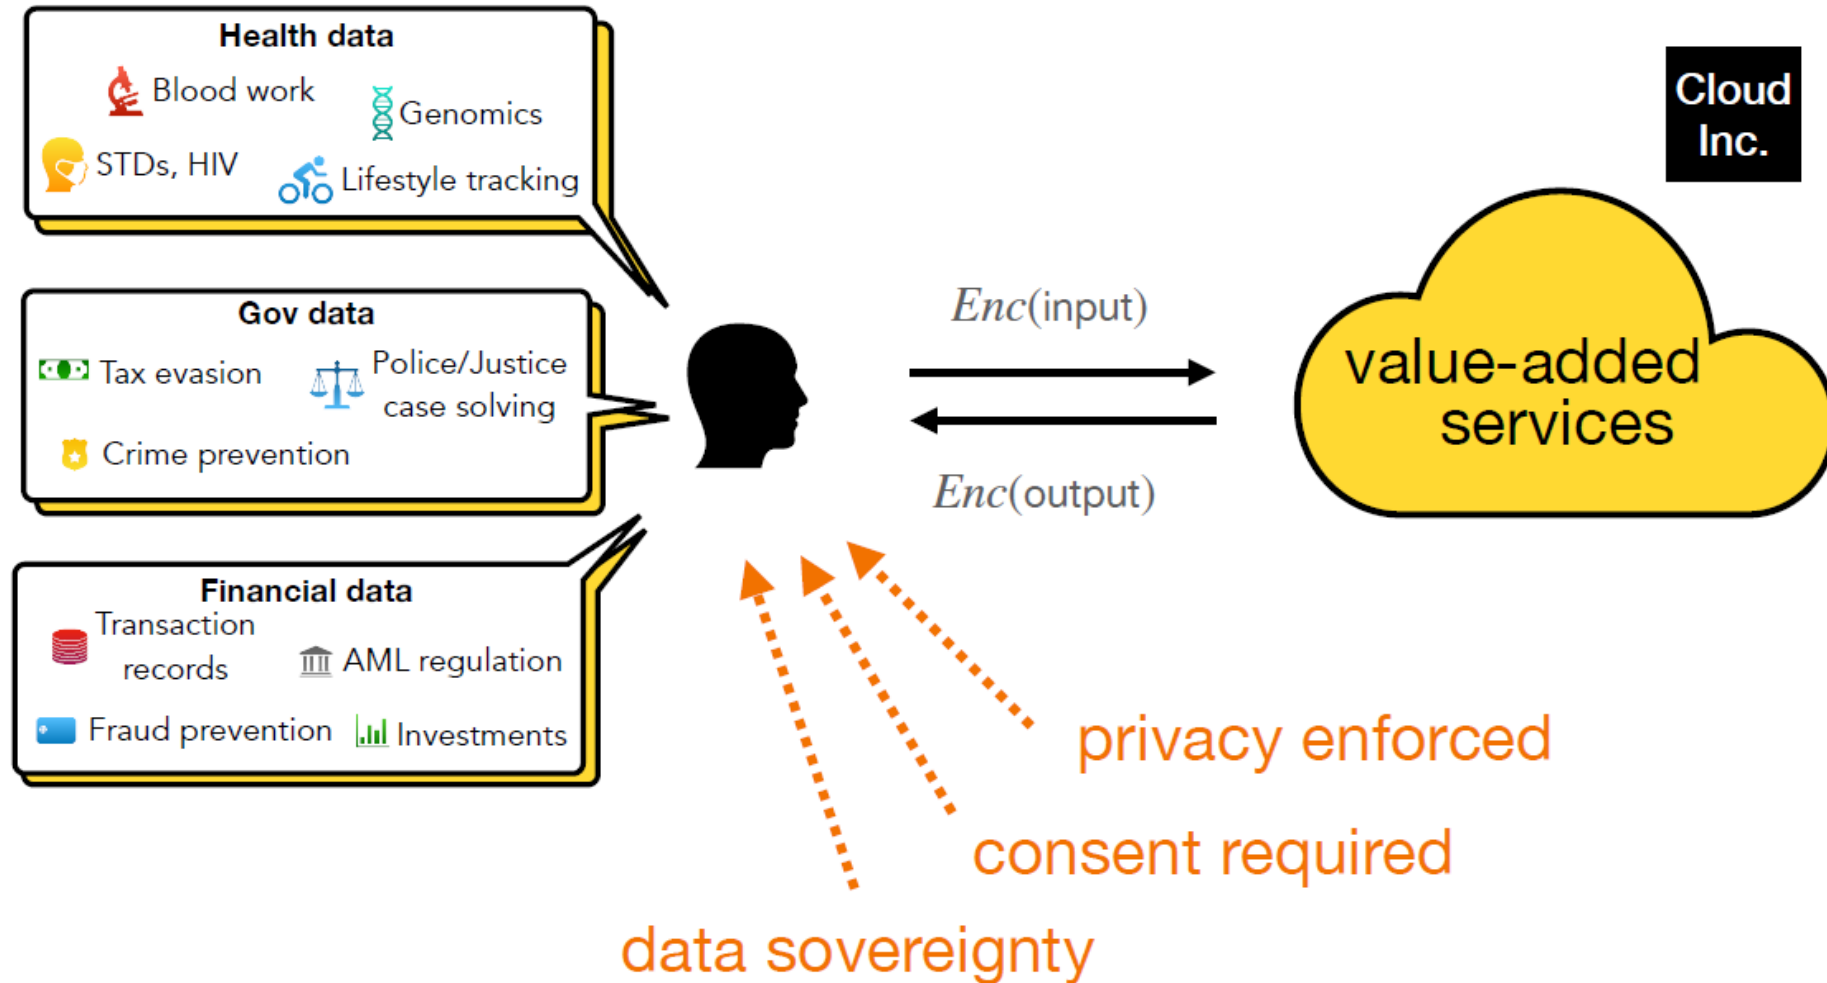 Health data
Blood work
Genomics
STDs, HIV
Lifestyle tracking
Gov data
Tax evasion
Police/Justice
case solving
Crime prevention
Financial data
Transaction
records
AML regulation
Fraud prevention
Investments
Enc(input)
Enc(output)
Cloud
Inc.
value-added
services
privacy enforced
consent required
data sovereignty